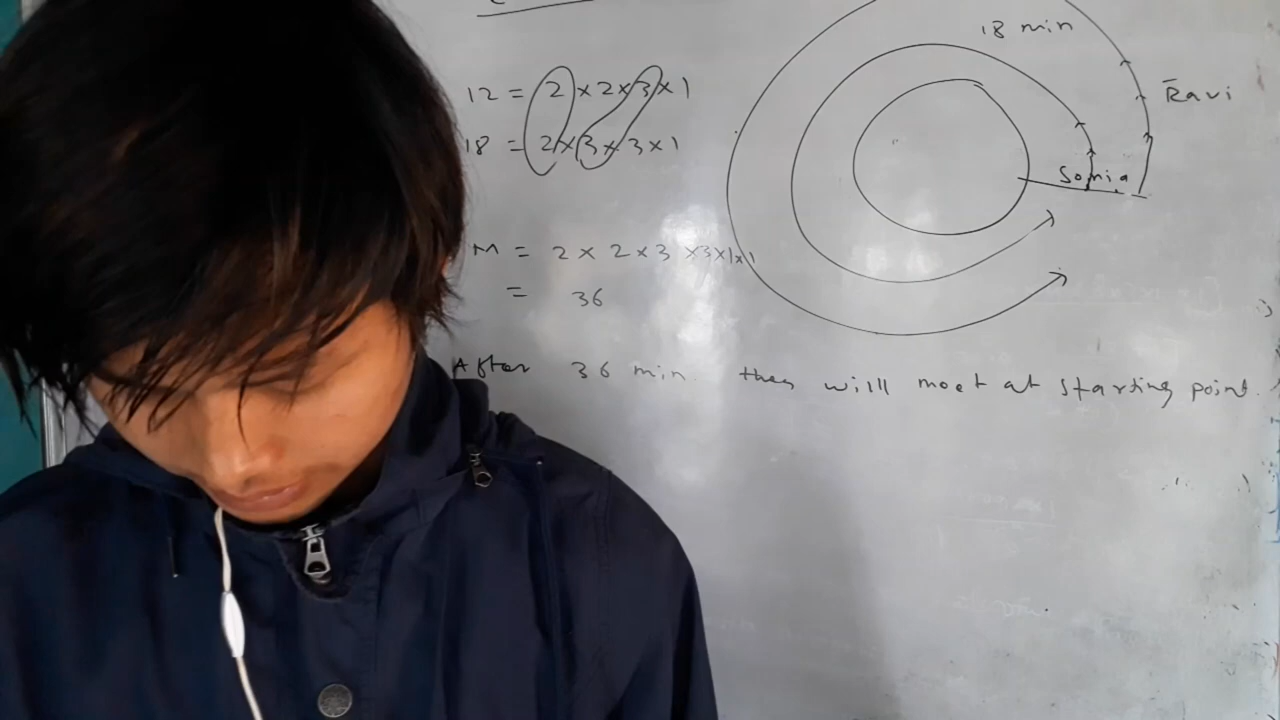 18 min
12 = 2 × 2 × 3 × 1
Ravi
18 = 2 × 3 × 3 × 1
Sonia
M = 2 × 2 × 3 × 3 × 1 × 1
= 36
After 36 min they will meet at starting point.